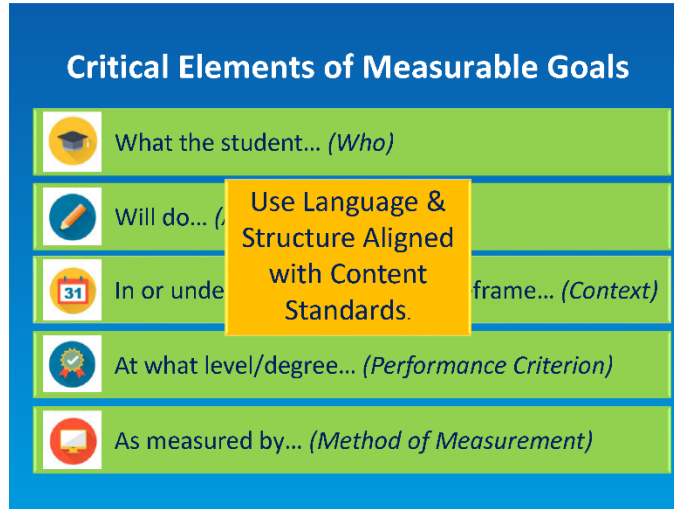 Critical Elements of Measurable Goals
What the student… (Who)
Will do… (
Use Language &
Structure Aligned
with Content
Standards.
In or unde
frame… (Context)
31
At what level/degree… (Performance Criterion)
As measured by… (Method of Measurement)